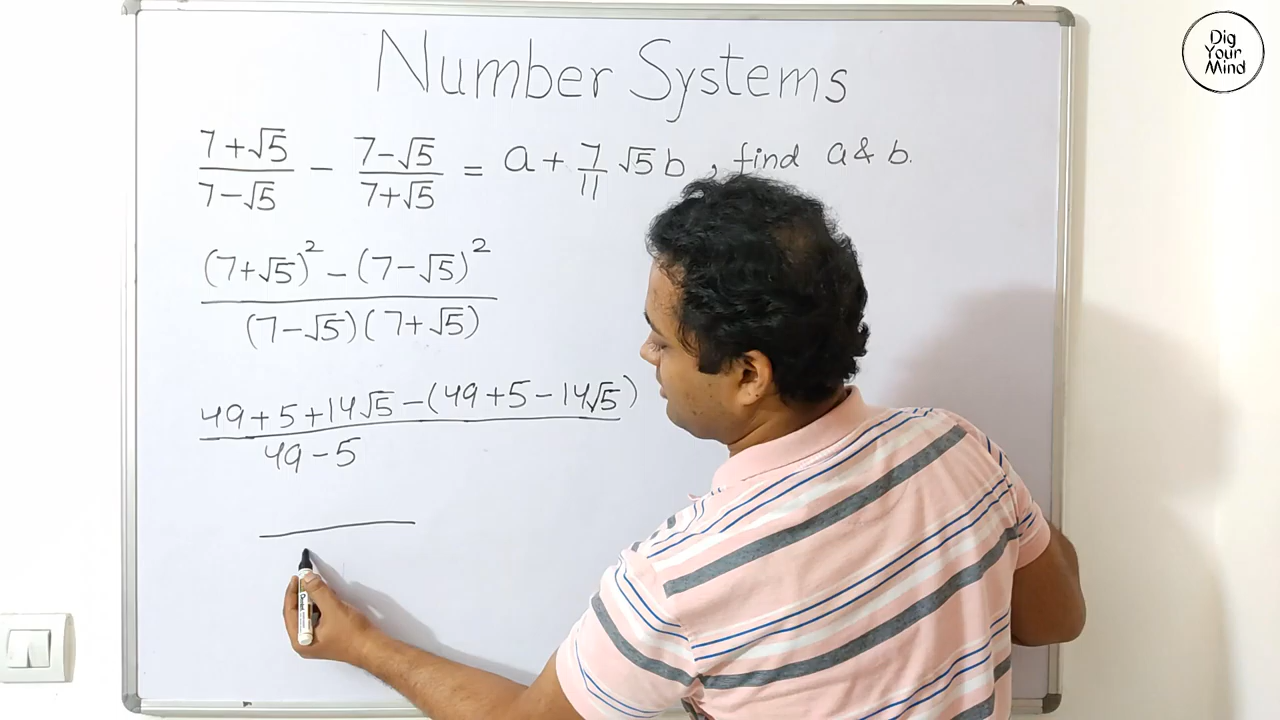 Number Systems
Dig
Your
Mind
7+√5 / 7-√5 - 7-√5 / 7+√5 = a + 7/11 √5 b, find a & b.
(7+√5)² - (7-√5)² / (7-√5)(7+√5)
49+5+14√5-(49+5-14√5) / 49-5